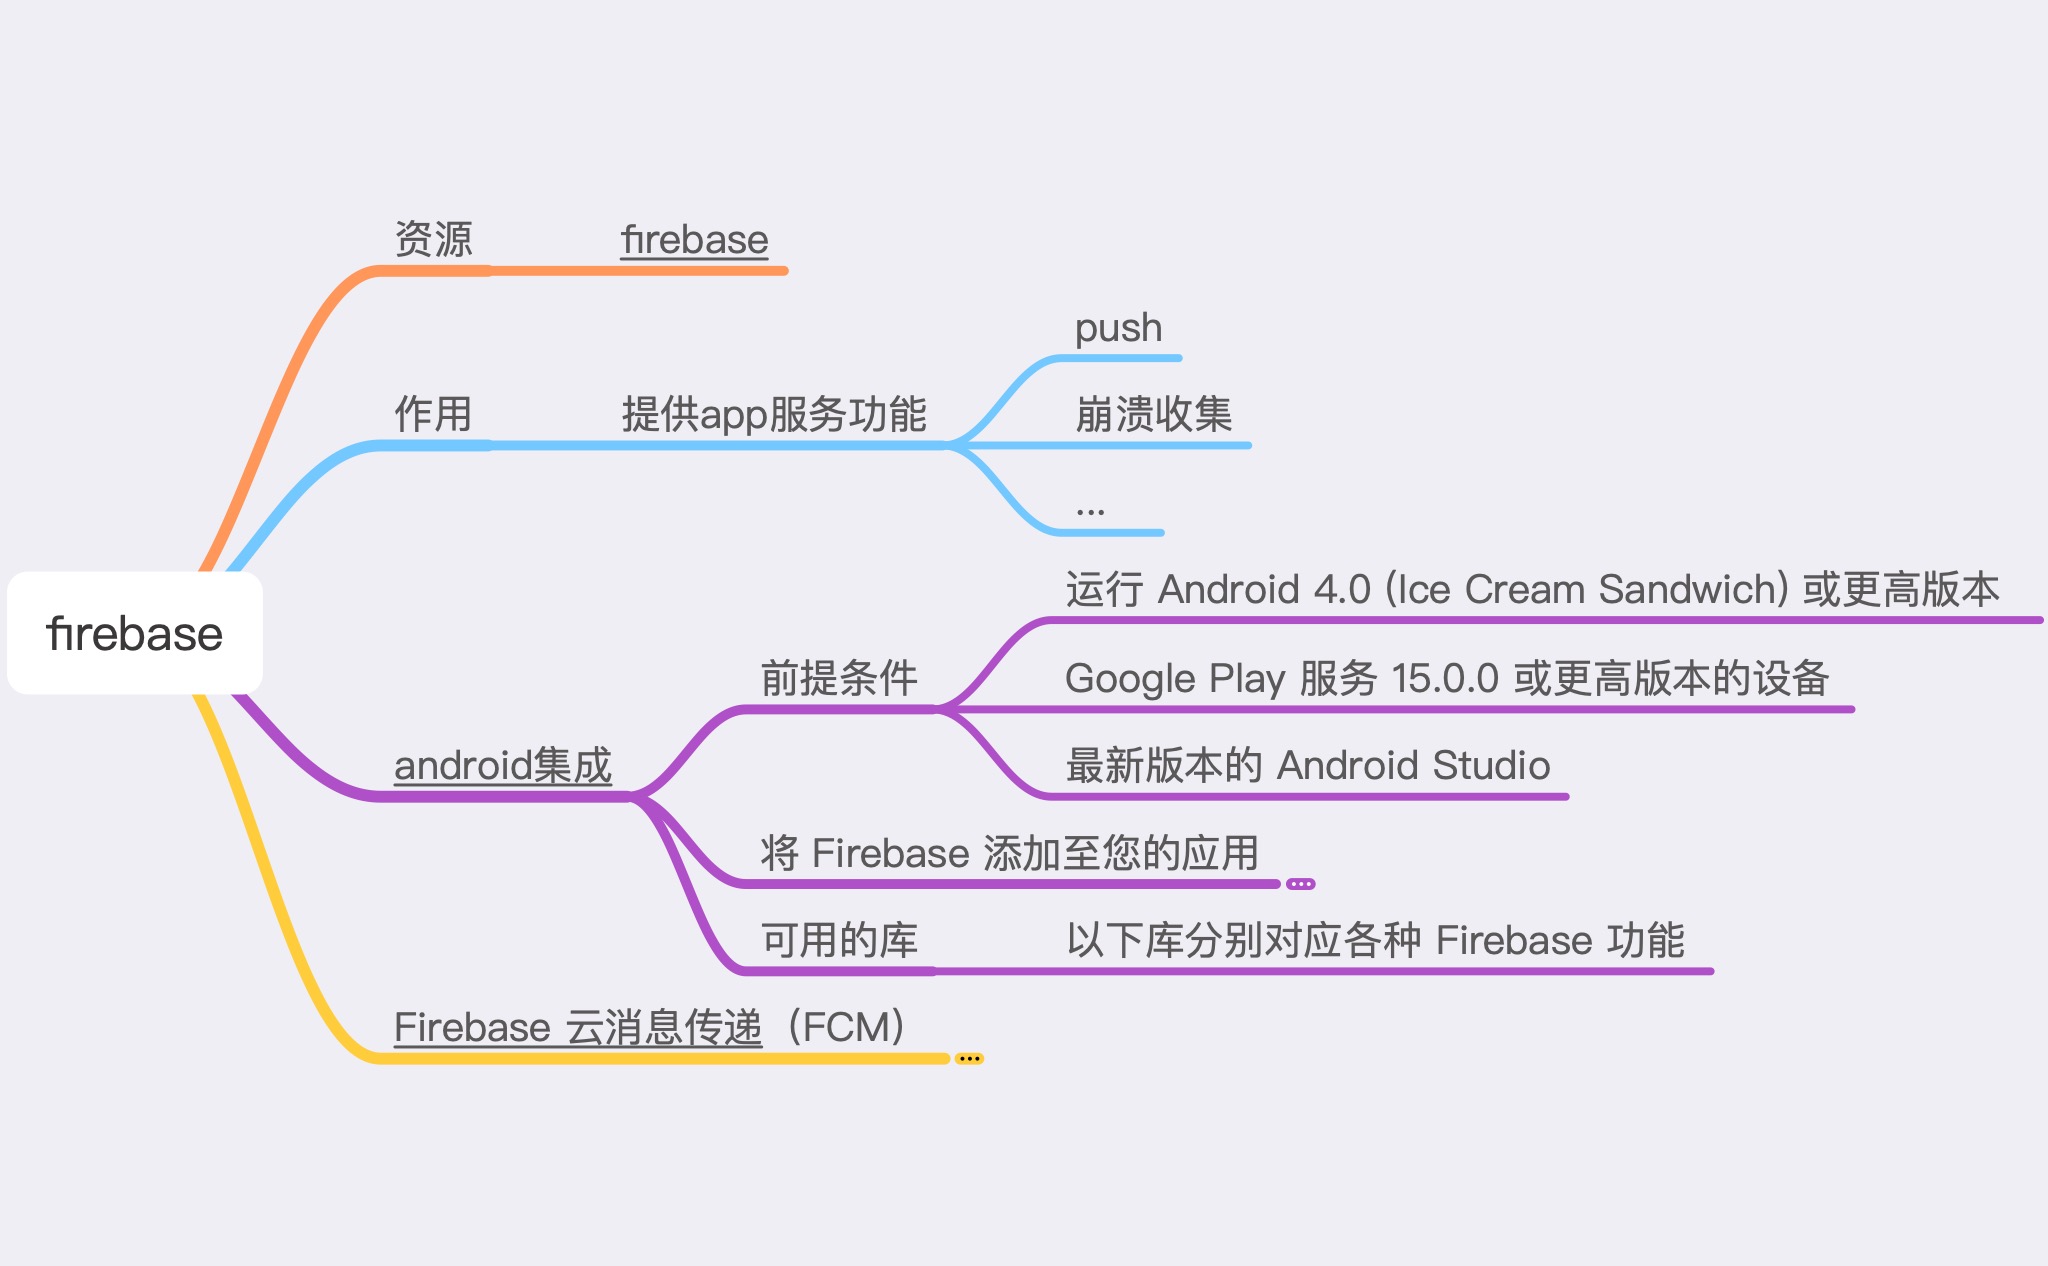 资源
firebase
push
作用
提供app服务功能
崩溃收集
...
运行 Android 4.0 (Ice Cream Sandwich) 或更高版本
firebase
前提条件
Google Play 服务 15.0.0 或更高版本的设备
android集成
最新版本的 Android Studio
将 Firebase 添加至您的应用
可用的库
以下库分别对应各种 Firebase 功能
Firebase 云消息传递（FCM）